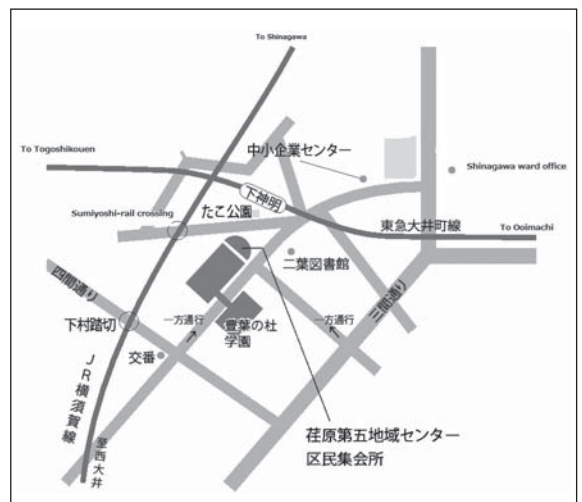 To Shinagawa
To Togoshikouen
中小企業センター
Shinagawa ward office
下神明
Sumiyoshi-rail crossing
たこ公園
東急大井町線
To Ooimachi
二葉図書館
四間通り
三間通り
一方通行
一方通行
下村踏切
豊葉の杜
学園
交番
JR横須賀線
至西大井
荏原第五地域センター
区民集会所